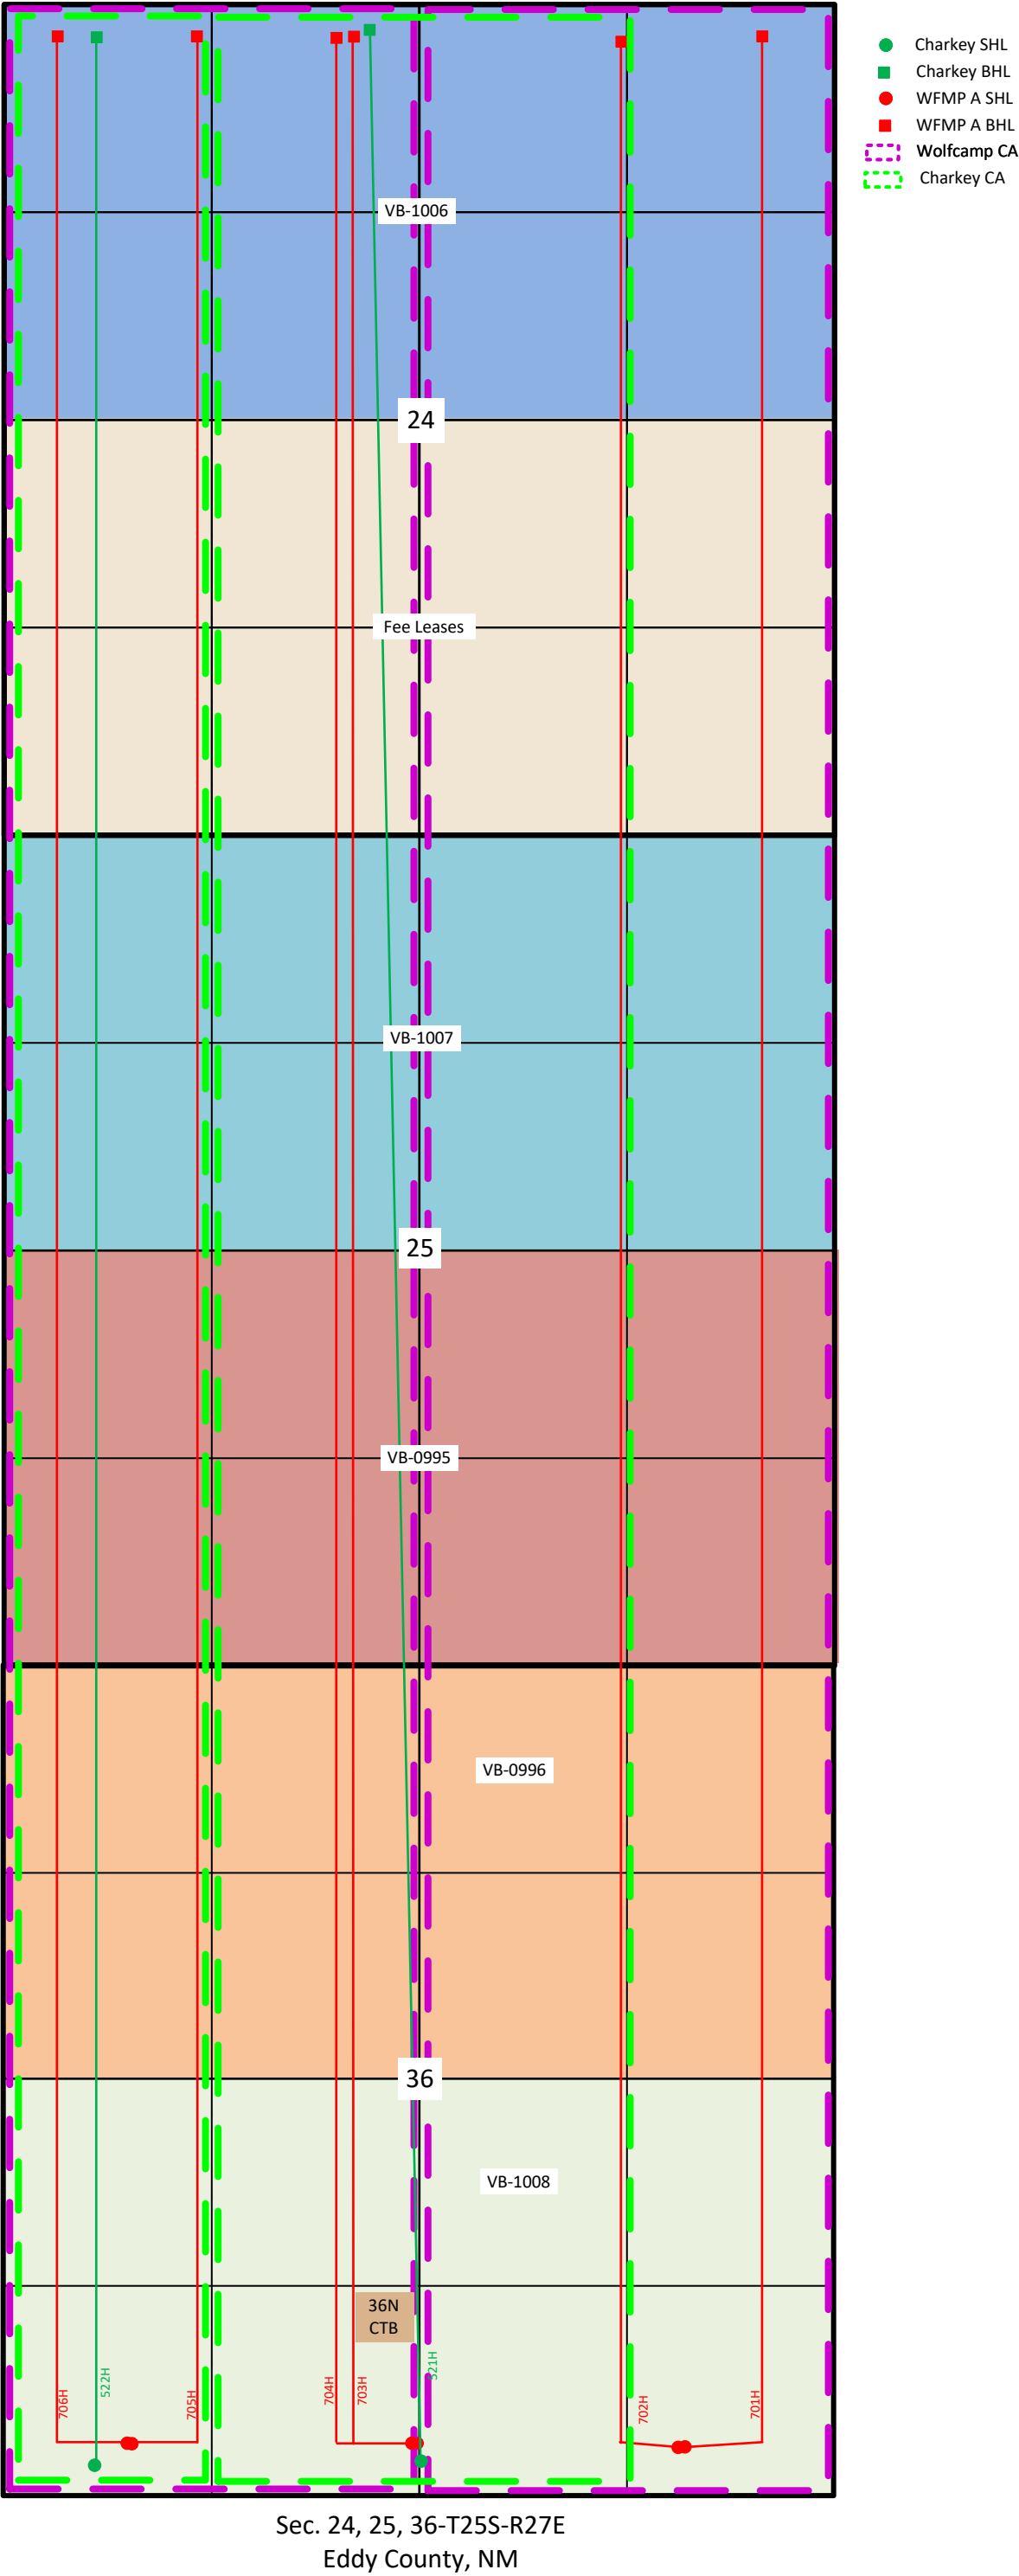 Charkey SHL
Charkey BHL
WFMP A SHL
WFMP A BHL
Wolfcamp CA
Charkey CA
VB-1006
24
Fee Leases
VB-1007
25
VB-0995
VB-0996
36
VB-1008
36N
CTB
706H
522H
705H
704H
703H
521H
702H
701H
Sec. 24, 25, 36-T25S-R27E
Eddy County, NM